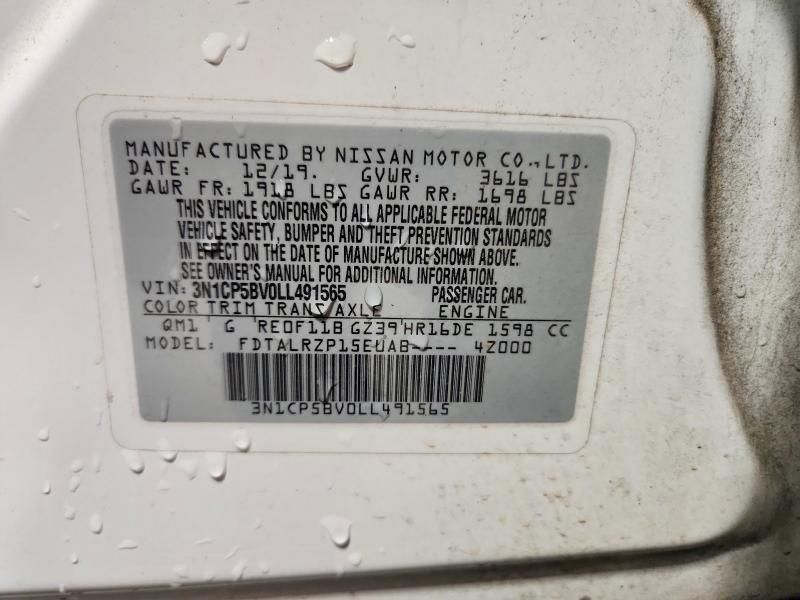 MANUFACTURED BY NISSAN MOTOR CO., LTD.
DATE: 12/19. GVWR: 3616 LBS
GAWR FR: 1918 LBS GAWR RR: 1698 LBS
THIS VEHICLE CONFORMS TO ALL APPLICABLE FEDERAL MOTOR
VEHICLE SAFETY, BUMPER AND THEFT PREVENTION STANDARDS
IN EFFECT ON THE DATE OF MANUFACTURE SHOWN ABOVE.
SEE OWNER'S MANUAL FOR ADDITIONAL INFORMATION.
VIN: 3N1CP5BV0LL491565 PASSENGER CAR.
COLOR TRIM TRANS AXLE ENGINE
QM1 G RE0F11B GZ39 HR16DE 1598 CC
MODEL: FDTALRZP15EUAB---- 4Z000
3N1CP5BV0LL491565